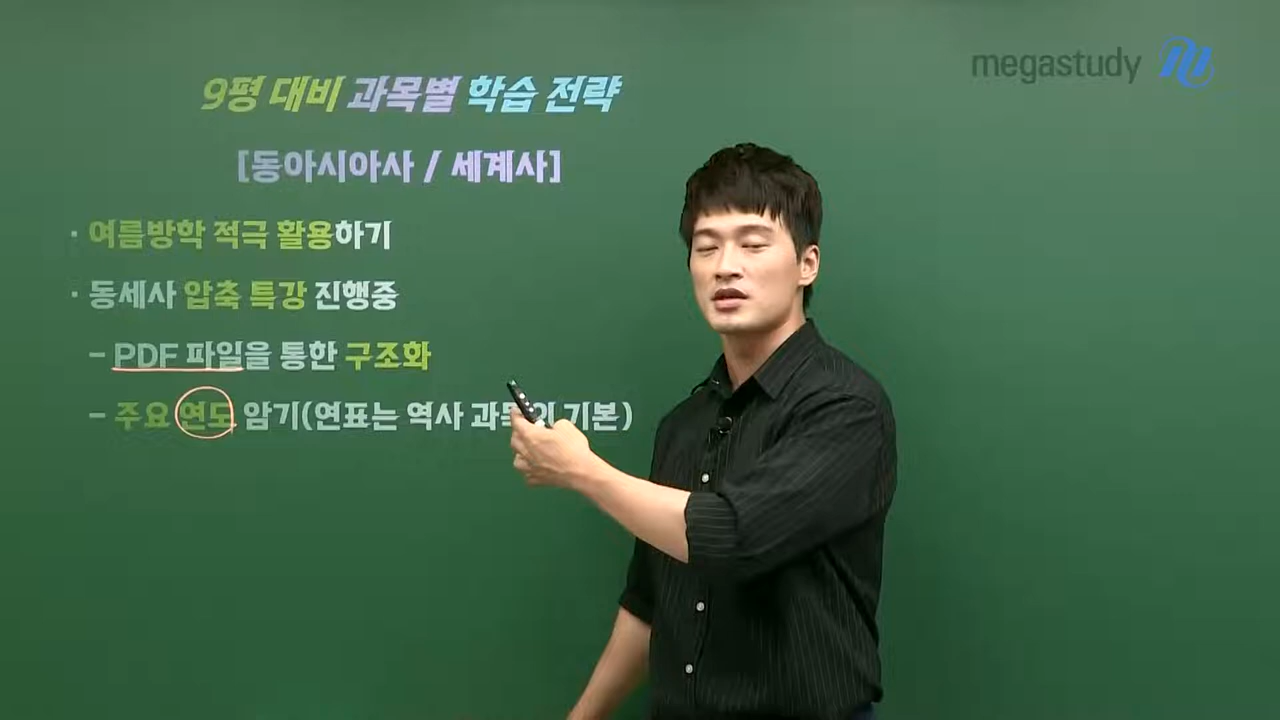 megastudy
9평 대비 과목별 학습 전략
[동아시아사 / 세계사]
· 여름방학 적극 활용하기
· 동세사 압축 특강 진행중
- PDF 파일을 통한 구조화
- 주요 연도 암기(연표는 역사 과목의 기본)